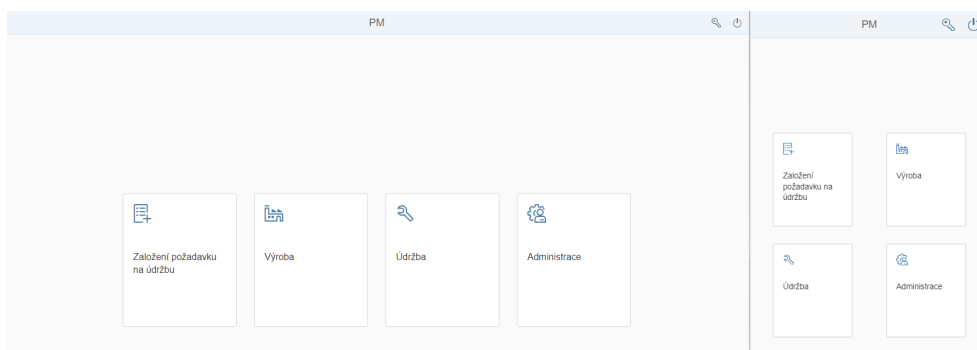 PM
Založení požadavku
na údržbu
Výroba
Údržba
Administrace
PM
Založení
požadavku na
údržbu
Výroba
Údržba
Administrace